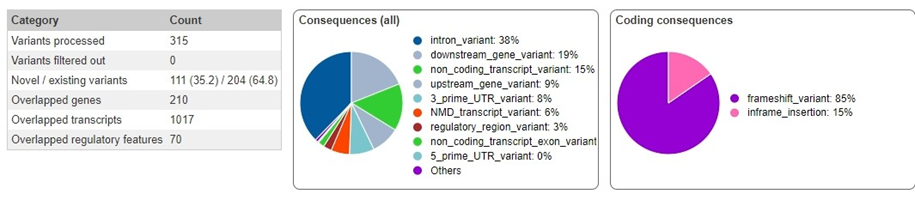 Category Count
Variants processed 315
Variants filtered out 0
Novel / existing variants 111 (35.2) / 204 (64.8)
Overlapped genes 210
Overlapped transcripts 1017
Overlapped regulatory features 70
Consequences (all)
intron_variant: 38%
downstream_gene_variant: 19%
non_coding_transcript_variant: 15%
upstream_gene_variant: 9%
3_prime_UTR_variant: 8%
NMD_transcript_variant: 6%
regulatory_region_variant: 3%
non_coding_transcript_exon_variant
5_prime_UTR_variant: 0%
Others
Coding consequences
frameshift_variant: 85%
inframe_insertion: 15%